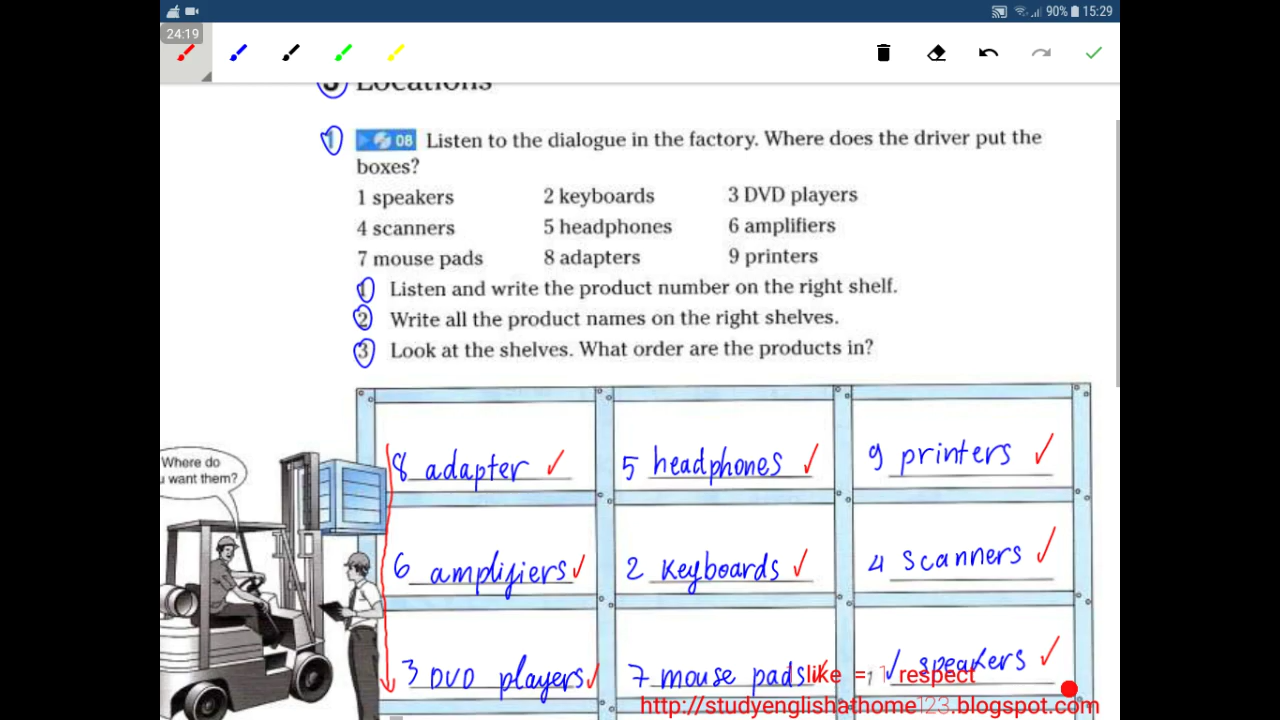 90% 15:29
24:19
3 Locations
1 08 Listen to the dialogue in the factory. Where does the driver put the
boxes?
1 speakers 2 keyboards 3 DVD players
4 scanners 5 headphones 6 amplifiers
7 mouse pads 8 adapters 9 printers
1 Listen and write the product number on the right shelf.
2 Write all the product names on the right shelves.
3 Look at the shelves. What order are the products in?
8 adapter ✓ 5 headphones ✓ 9 printers ✓
Where do
u want them?
6 amplifiers ✓ 2 keyboards ✓ 4 scanners ✓
3 DVD players ✓ 7 mouse pads ✓ 1 speakers ✓
like = 1 respect
http://studyenglishathome123.blogspot.com